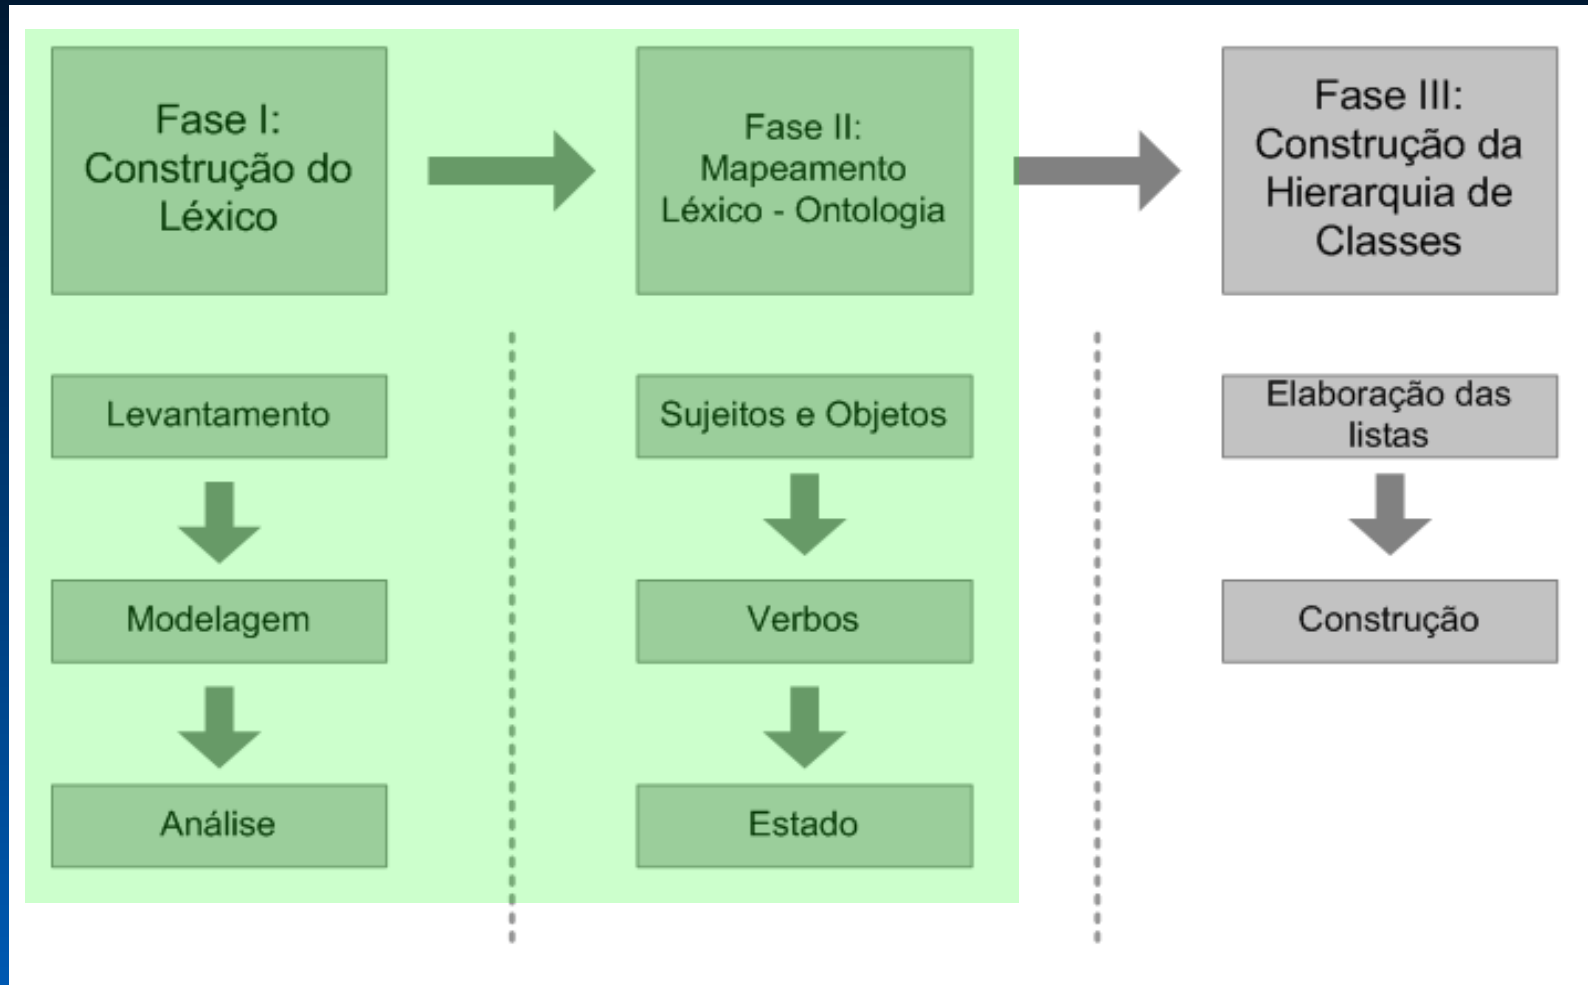 Fase I:
Construção do
Léxico
Fase II:
Mapeamento
Léxico - Ontologia
Fase III:
Construção da
Hierarquia de
Classes
Levantamento
Modelagem
Análise
Sujeitos e Objetos
Verbos
Estado
Elaboração das
listas
Construção